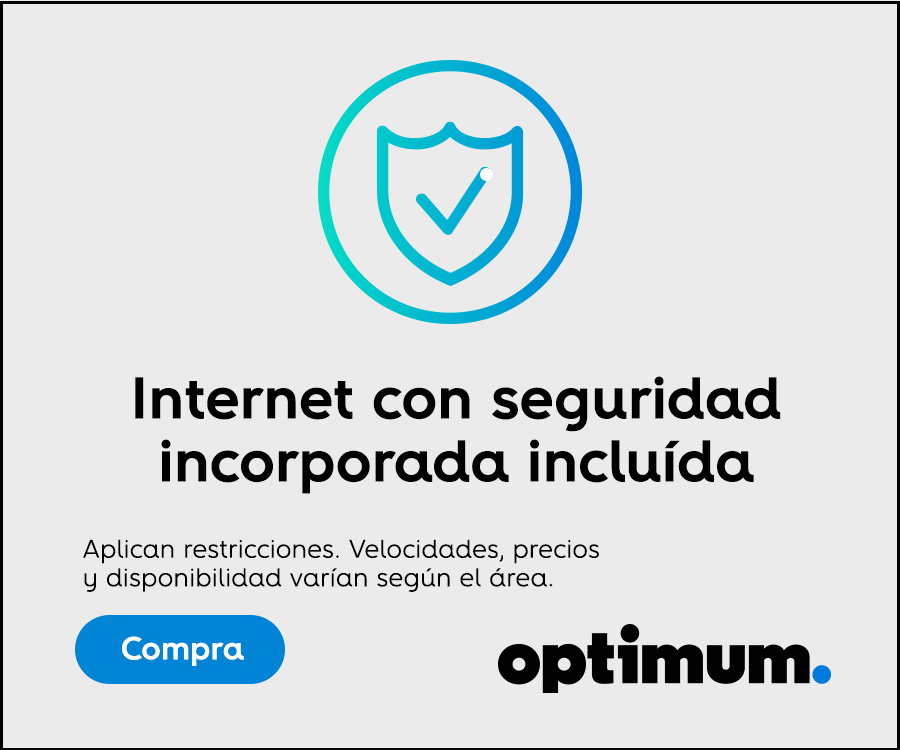 Internet con seguridad
incorporada incluída
Aplican restricciones. Velocidades, precios
y disponibilidad varían según el área.
Compra
optimum.